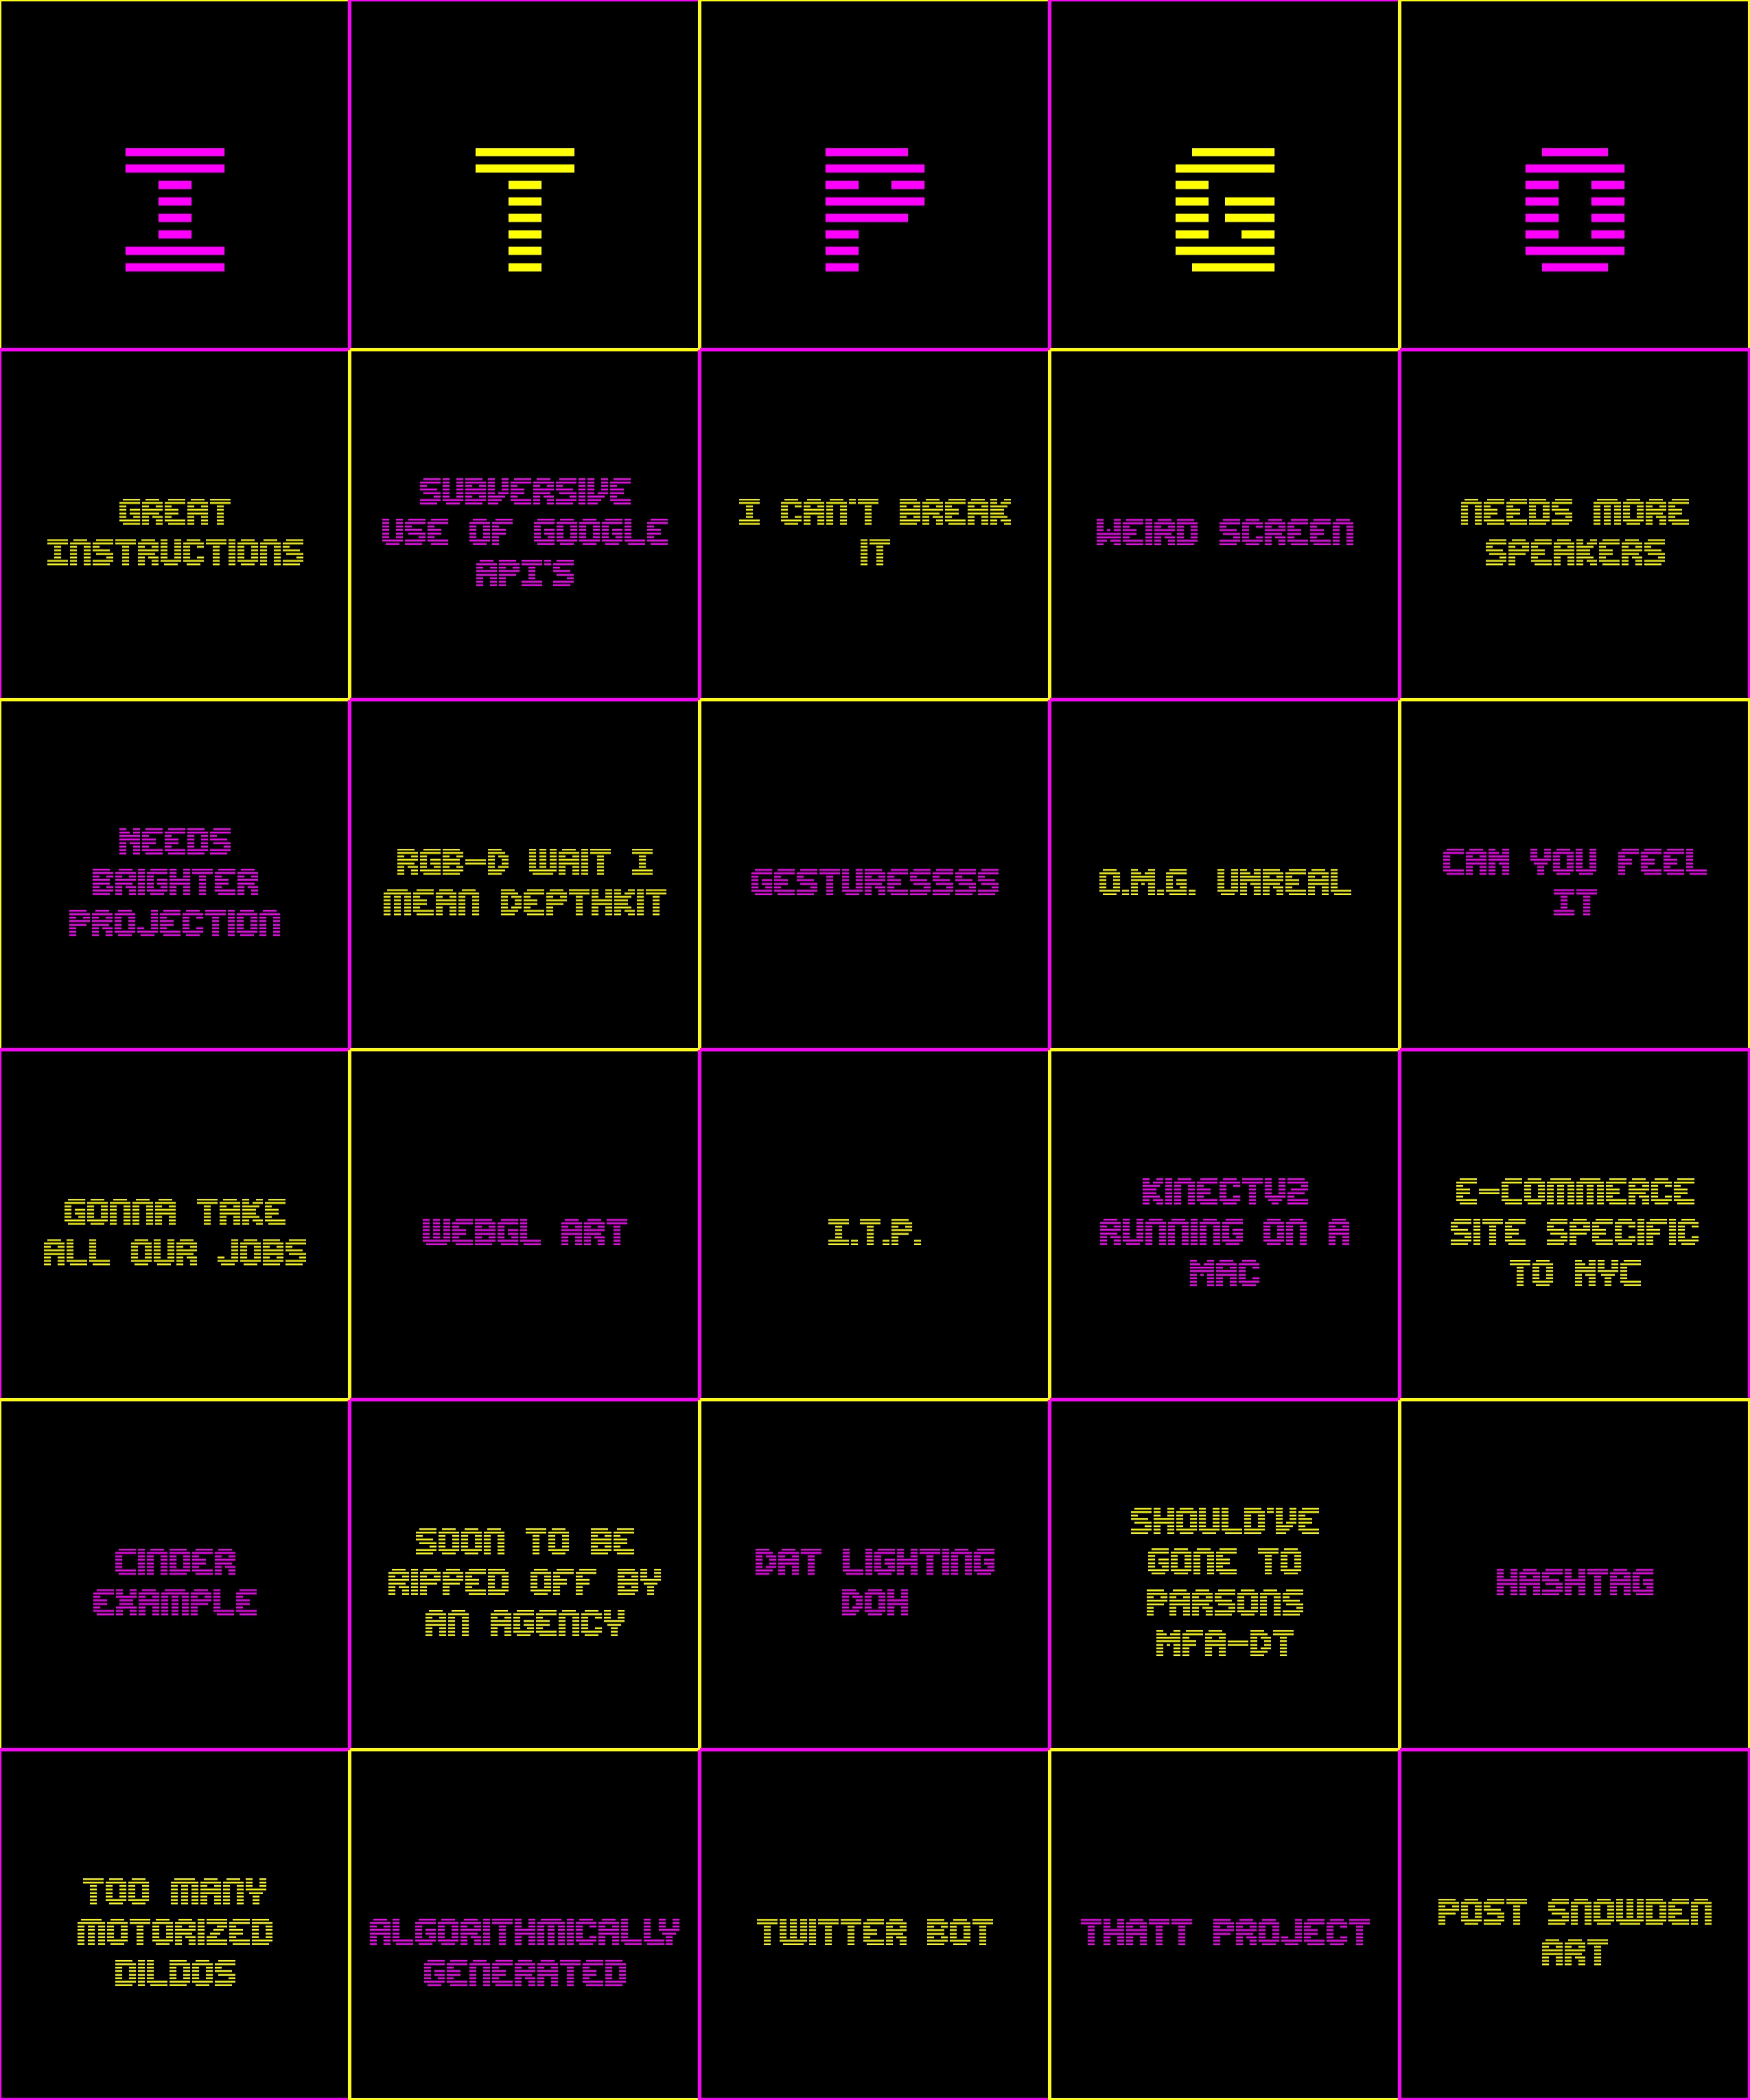 I
T
P
G
O
GREAT
INSTRUCTIONS
SUBVERSIVE
USE OF GOOGLE
API'S
I CAN'T BREAK
IT
WEIRD SCREEN
NEEDS MORE
SPEAKERS
NEEDS
BRIGHTER
PROJECTION
RGB-D WAIT I
MEAN DEPTHKIT
GESTURESSSS
O.M.G. UNREAL
CAN YOU FEEL
IT
GONNA TAKE
ALL OUR JOBS
WEBGL ART
I.T.P.
KINECTV2
RUNNING ON A
MAC
E-COMMERCE
SITE SPECIFIC
TO NYC
CINDER
EXAMPLE
SOON TO BE
RIPPED OFF BY
AN AGENCY
DAT LIGHTING
DOH
SHOULD'VE
GONE TO
PARSONS
MFA-DT
HASHTAG
TOO MANY
MOTORIZED
DILDOS
ALGORITHMICALLY
GENERATED
TWITTER BOT
THATT PROJECT
POST SNOWDEN
ART